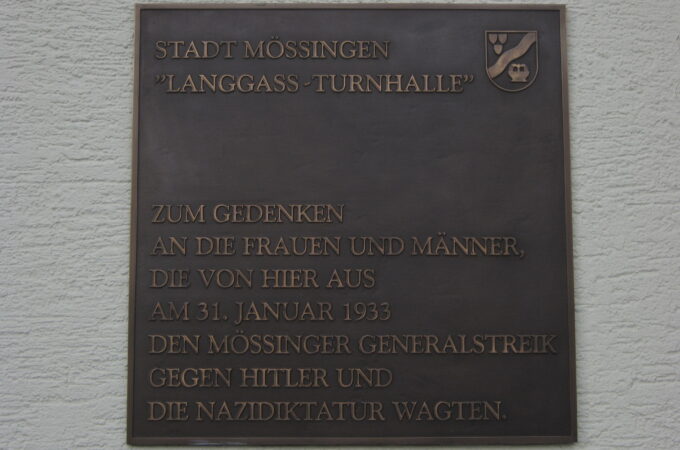 STADT MÖSSINGEN
"LANGGASS-TURNHALLE"
ZUM GEDENKEN
AN DIE FRAUEN UND MÄNNER,
DIE VON HIER AUS
AM 31. JANUAR 1933
DEN MÖSSINGER GENERALSTREIK
GEGEN HITLER UND
DIE NAZIDIKTATUR WAGTEN.